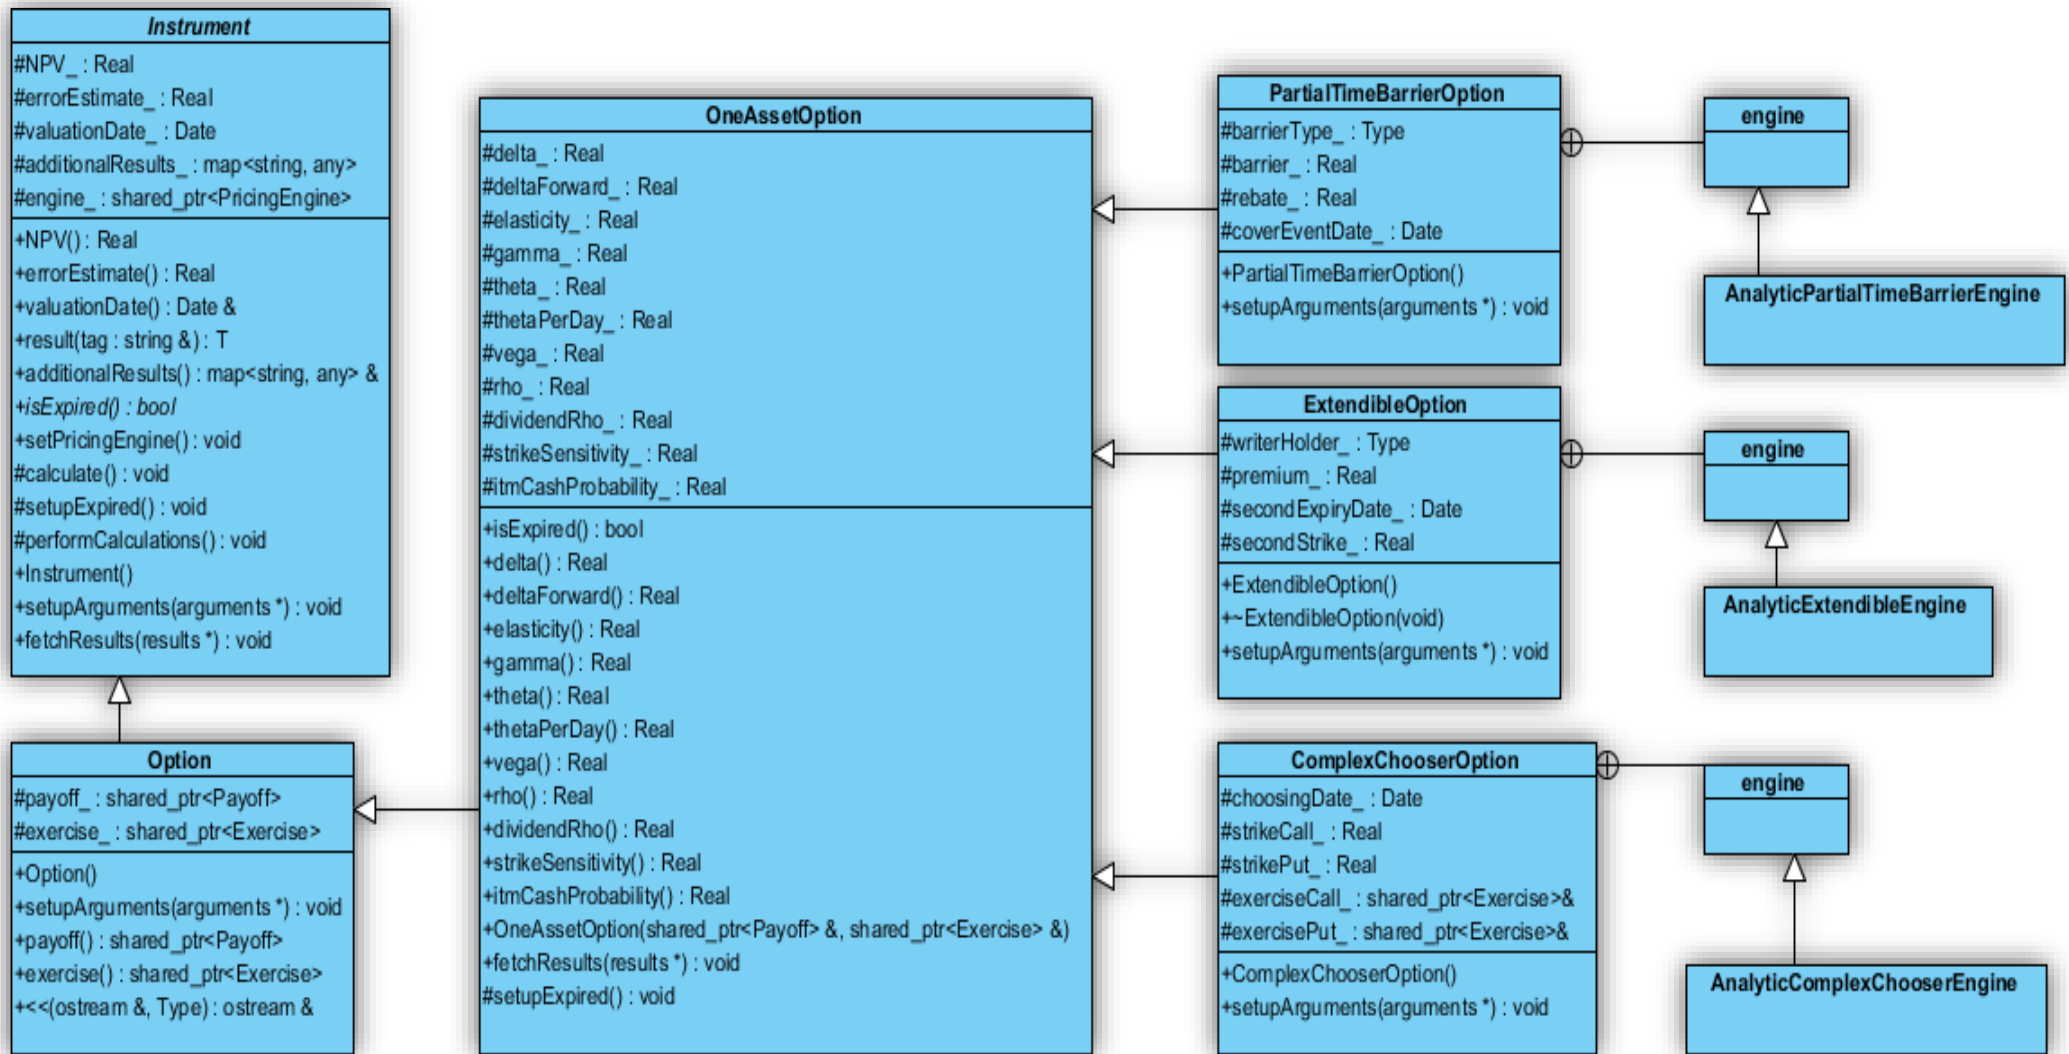 Instrument
#NPV_ : Real
#errorEstimate_ : Real
#valuationDate_ : Date
#additionalResults_ : map<string, any>
#engine_ : shared_ptr<PricingEngine>
+NPV() : Real
+errorEstimate() : Real
+valuationDate() : Date &
+result(tag : string &) : T
+additionalResults() : map<string, any> &
+isExpired() : bool
+setPricingEngine() : void
#calculate() : void
#setupExpired() : void
#performCalculations() : void
+Instrument()
+setupArguments(arguments *) : void
+fetchResults(results *) : void
Option
#payoff_ : shared_ptr<Payoff>
#exercise_ : shared_ptr<Exercise>
+Option()
+setupArguments(arguments *) : void
+payoff() : shared_ptr<Payoff>
+exercise() : shared_ptr<Exercise>
+<<(ostream &, Type) : ostream &
OneAssetOption
#delta_ : Real
#deltaForward_ : Real
#elasticity_ : Real
#gamma_ : Real
#theta_ : Real
#thetaPerDay_ : Real
#vega_ : Real
#rho_ : Real
#dividendRho_ : Real
#strikeSensitivity_ : Real
#itmCashProbability_ : Real
+isExpired() : bool
+delta() : Real
+deltaForward() : Real
+elasticity() : Real
+gamma() : Real
+theta() : Real
+thetaPerDay() : Real
+vega() : Real
+rho() : Real
+dividendRho() : Real
+strikeSensitivity() : Real
+itmCashProbability() : Real
+OneAssetOption(shared_ptr<Payoff> &, shared_ptr<Exercise> &)
+fetchResults(results *) : void
#setupExpired() : void
PartialTimeBarrierOption
#barrierType_ : Type
#barrier_ : Real
#rebate_ : Real
#coverEventDate_ : Date
+PartialTimeBarrierOption()
+setupArguments(arguments *) : void
engine
AnalyticPartialTimeBarrierEngine
ExtendibleOption
#writerHolder_ : Type
#premium_ : Real
#secondExpiryDate_ : Date
#secondStrike_ : Real
+ExtendibleOption()
+~ExtendibleOption(void)
+setupArguments(arguments *) : void
engine
AnalyticExtendibleEngine
ComplexChooserOption
#choosingDate_ : Date
#strikeCall_ : Real
#strikePut_ : Real
#exerciseCall_ : shared_ptr<Exercise>&
#exercisePut_ : shared_ptr<Exercise>&
+ComplexChooserOption()
+setupArguments(arguments *) : void
engine
AnalyticComplexChooserEngine